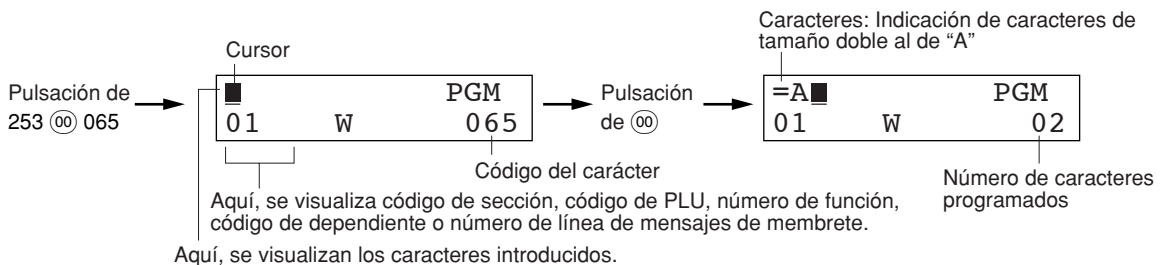 Caracteres: Indicación de caracteres de
tamaño doble al de “A”
Cursor
Pulsación de
253 00 065
PGM
01 W 065
Pulsación
de 00
=A PGM
01 W 02
Código del carácter
Número de caracteres
programados
Aquí, se visualiza código de sección, código de PLU, número de función,
código de dependiente o número de línea de mensajes de membrete.
Aquí, se visualizan los caracteres introducidos.